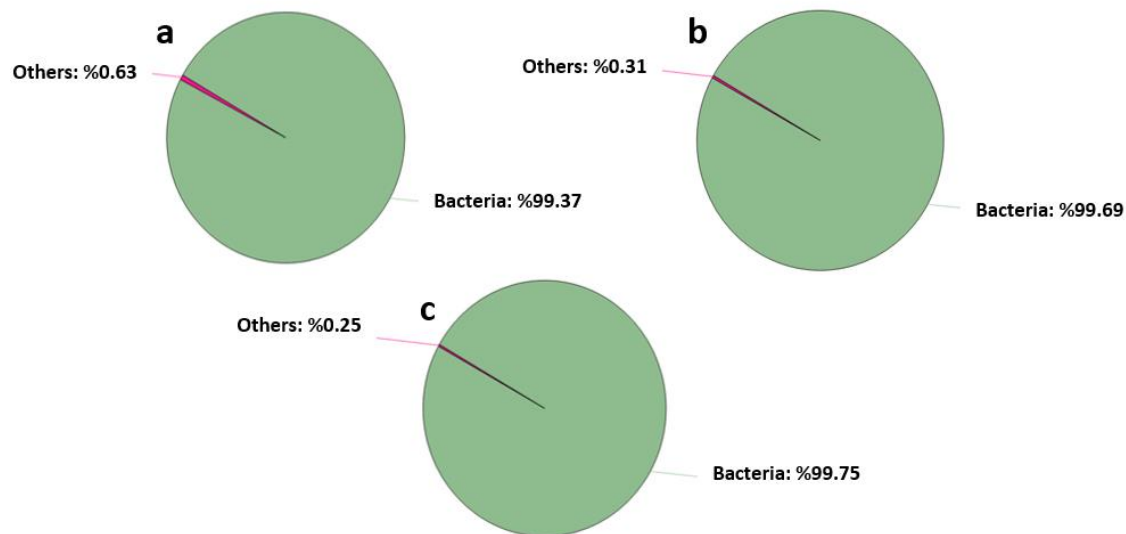 a
Others: %0.63
Bacteria: %99.37
b
Others: %0.31
Bacteria: %99.69
c
Others: %0.25
Bacteria: %99.75